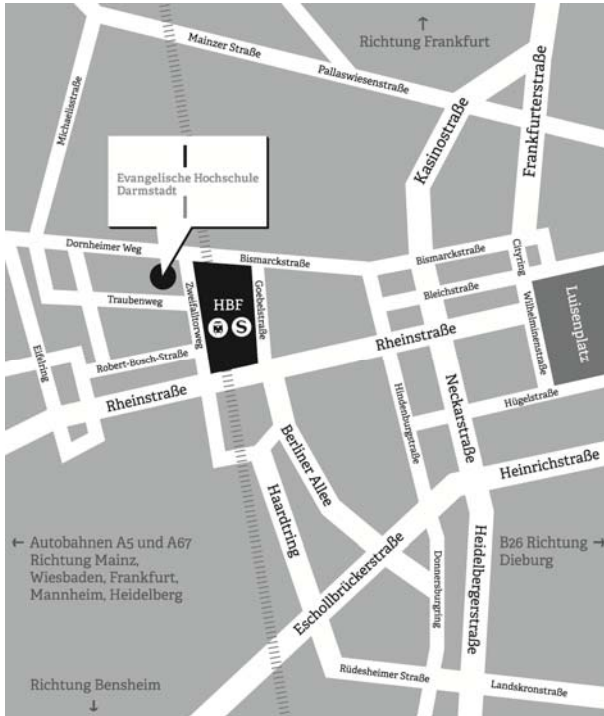 ↑
Richtung Frankfurt
Mainzer Straße
Pallaswiesenstraße
Michaelisstraße
Kasinostraße
Frankfurterstraße
Evangelische Hochschule
Darmstadt
Dornheimer Weg
Bismarckstraße
Bismarckstraße
Cityring
Traubenweg
Zweifalltorweg
HBF
S
Goebelstraße
Bleichstraße
Wilhelminenstraße
Luisenplatz
Rheinstraße
Eifelring
Robert-Bosch-Straße
Rheinstraße
Hindenburgstraße
Neckarstraße
Hügelstraße
Berliner Allee
Haardtring
Heinrichstraße
← Autobahnen A5 und A67
Richtung Mainz,
Wiesbaden, Frankfurt,
Mannheim, Heidelberg
Eschollbrückerstraße
Donnersburgring
Heidelbergerstraße
B26 Richtung →
Dieburg
Rüdesheimer Straße
Landskronstraße
Richtung Bensheim
↓